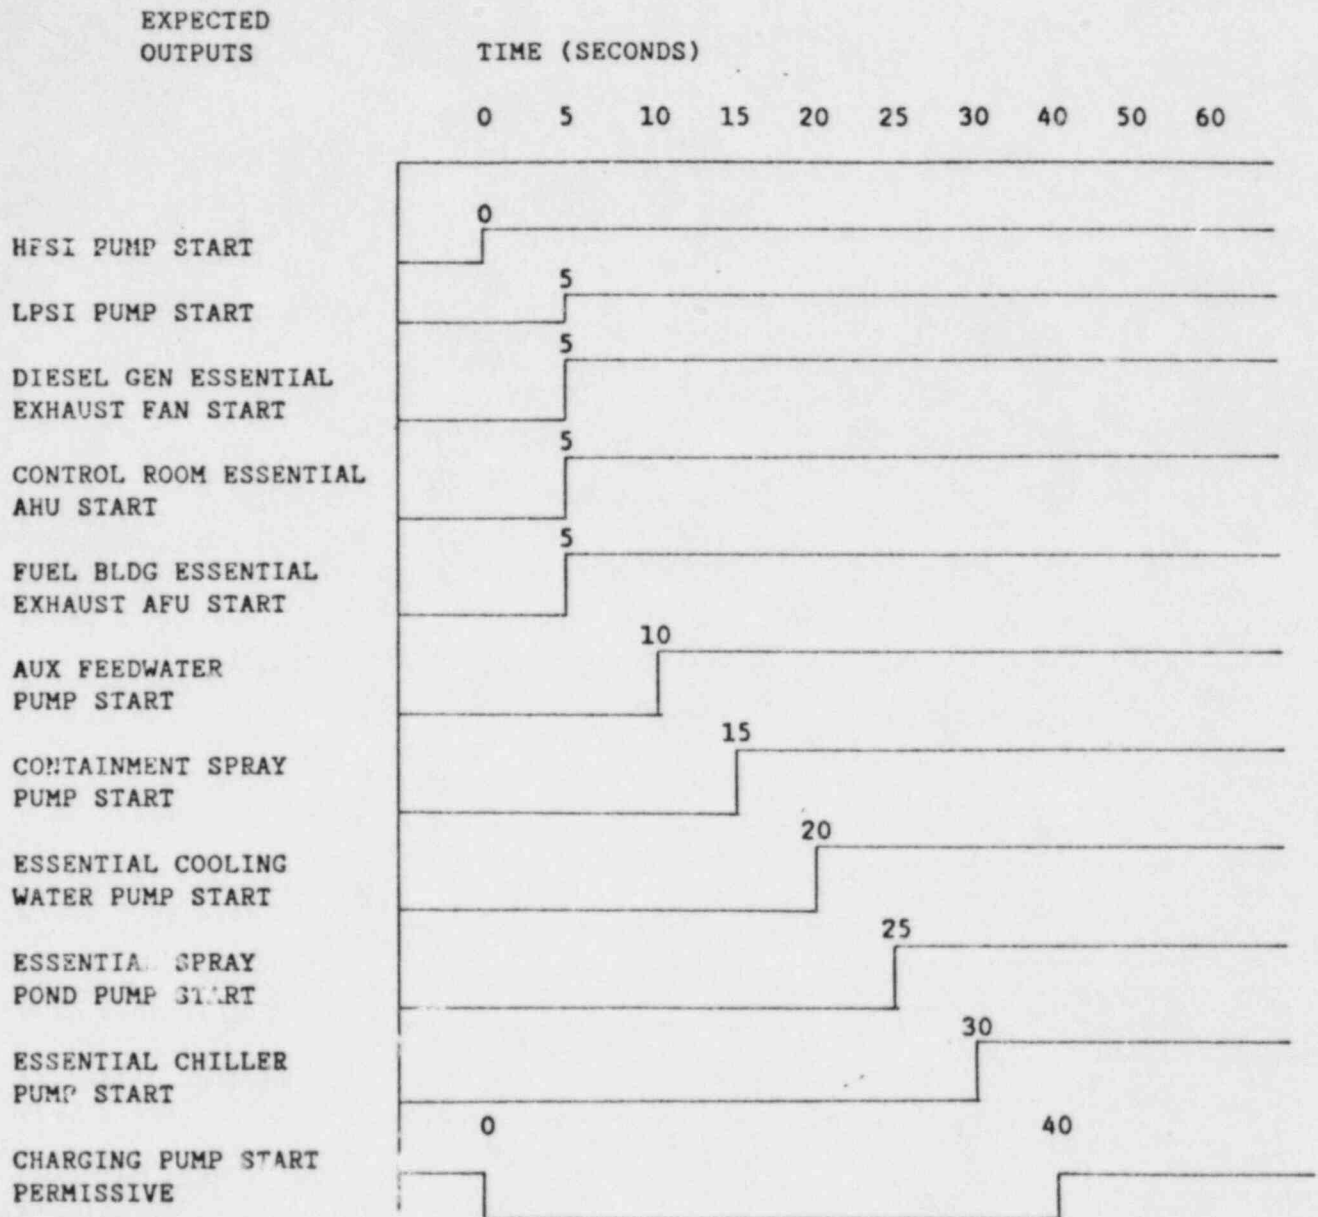 EXPECTED
OUTPUTS TIME (SECONDS)
0 5 10 15 20 25 30 40 50 60
0
HPSI PUMP START
5
LPSI PUMP START
5
DIESEL GEN ESSENTIAL
EXHAUST FAN START
5
CONTROL ROOM ESSENTIAL
AHU START
5
FUEL BLDG ESSENTIAL
EXHAUST AFU START
10
AUX FEEDWATER
PUMP START
15
CONTAINMENT SPRAY
PUMP START
20
ESSENTIAL COOLING
WATER PUMP START
25
ESSENTIAL SPRAY
POND PUMP START
30
ESSENTIAL CHILLER
PUMP START
0 40
CHARGING PUMP START
PERMISSIVE